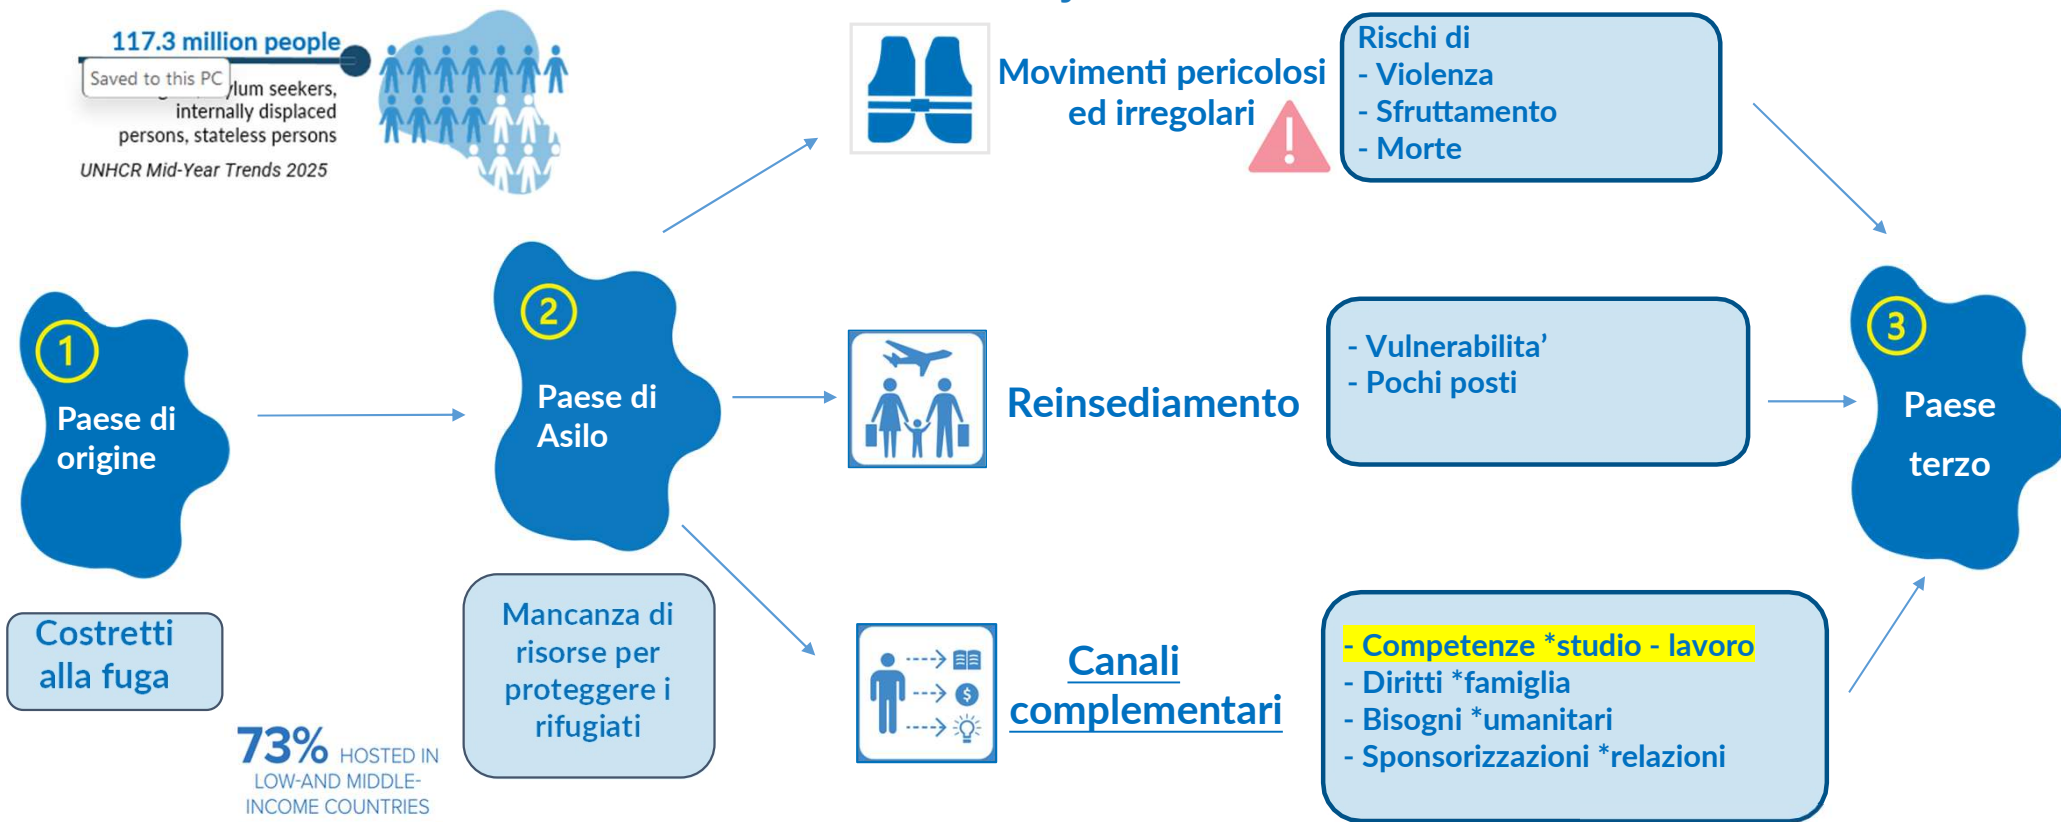 117.3 million people
Saved to this PC
lum seekers,
internally displaced
persons, stateless persons
UNHCR Mid-Year Trends 2025
Movimenti pericolosi
ed irregolari
Rischi di
- Violenza
- Sfruttamento
- Morte
1
Paese di
origine
2
Paese di
Asilo
Reinsediamento
- Vulnerabilita’
- Pochi posti
3
Paese
terzo
Costretti
alla fuga
73% HOSTED IN
LOW-AND MIDDLE-
INCOME COUNTRIES
Mancanza di
risorse per
proteggere i
rifugiati
Canali
complementari
- Competenze *studio - lavoro
- Diritti *famiglia
- Bisogni *umanitari
- Sponsorizzazioni *relazioni